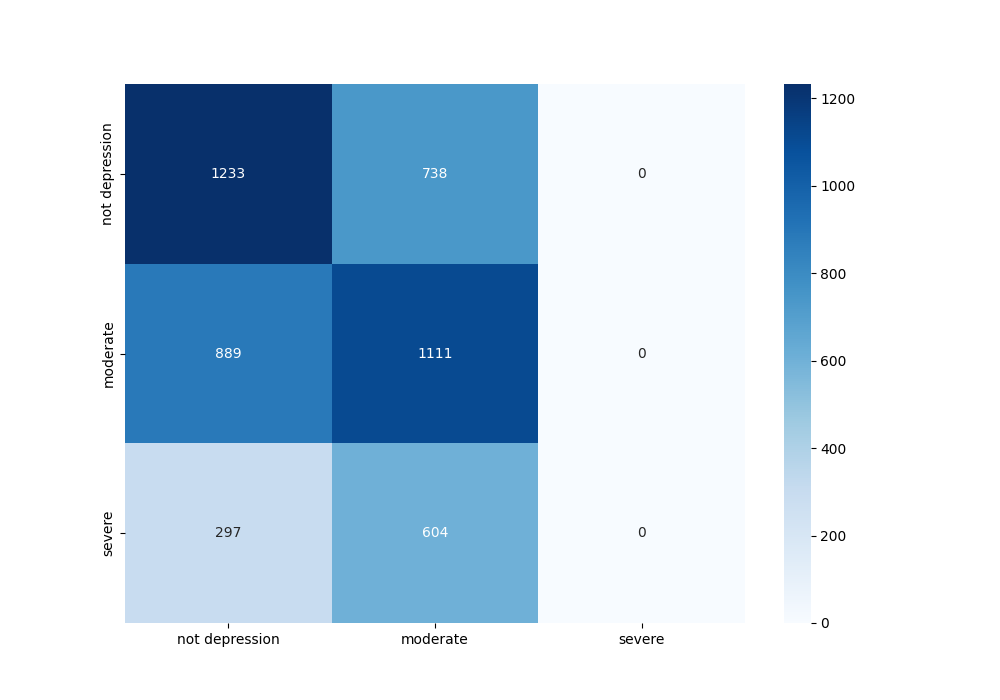 not depression
1233
738
0
moderate
889
1111
0
severe
297
604
0
not depression
moderate
severe
1200
1000
800
600
400
200
0